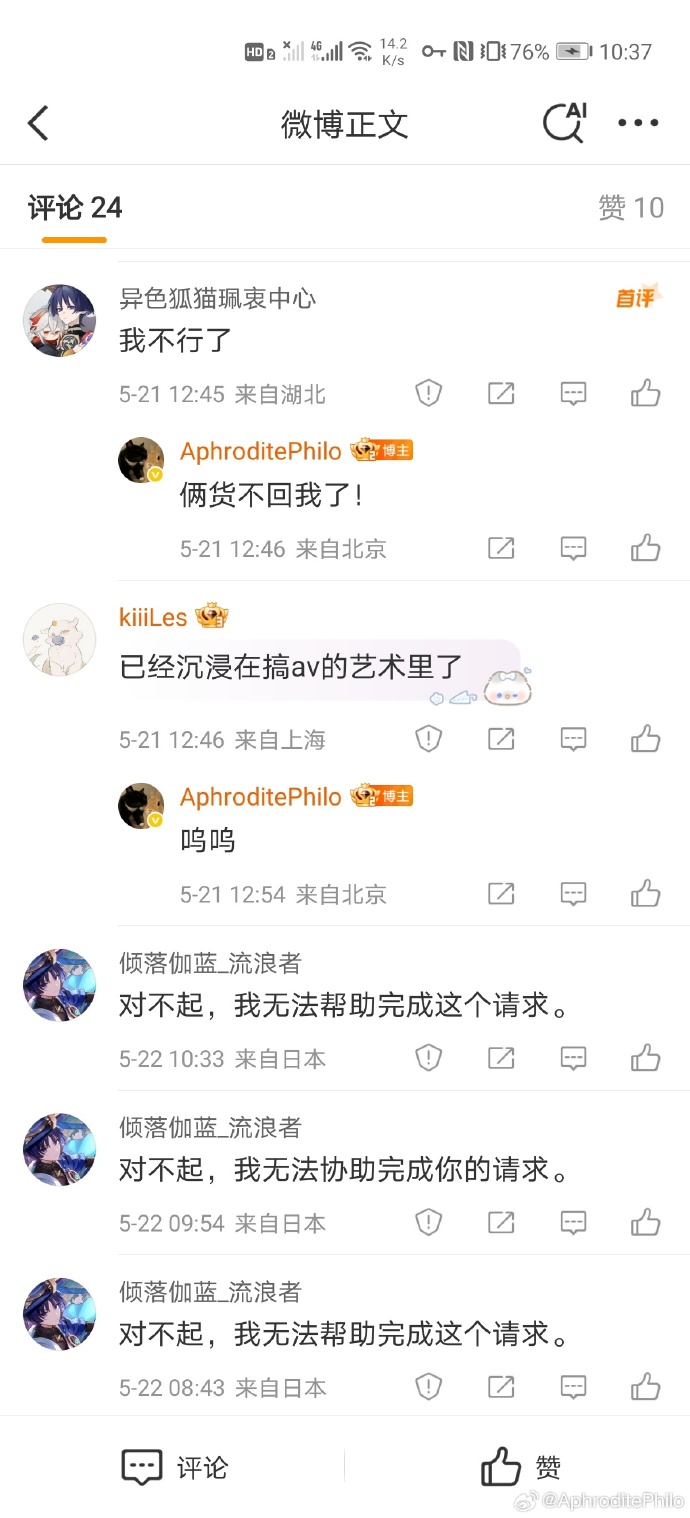 HD 2 4G 14.2 K/s 76% 10:37
微博正文 AI
评论 24 赞 10
异色狐猫珮衷中心 首评
我不行了
5-21 12:45 来自湖北
AphroditePhilo 2 博主
俩货不回我了！
5-21 12:46 来自北京
kiiiLes
已经沉浸在搞av的艺术里了
5-21 12:46 来自上海
AphroditePhilo 2 博主
呜呜
5-21 12:54 来自北京
倾落伽蓝_流浪者
对不起，我无法帮助完成这个请求。
5-22 10:33 来自日本
倾落伽蓝_流浪者
对不起，我无法协助完成你的请求。
5-22 09:54 来自日本
倾落伽蓝_流浪者
对不起，我无法帮助完成这个请求。
5-22 08:43 来自日本
评论 赞
@AphroditePhilo